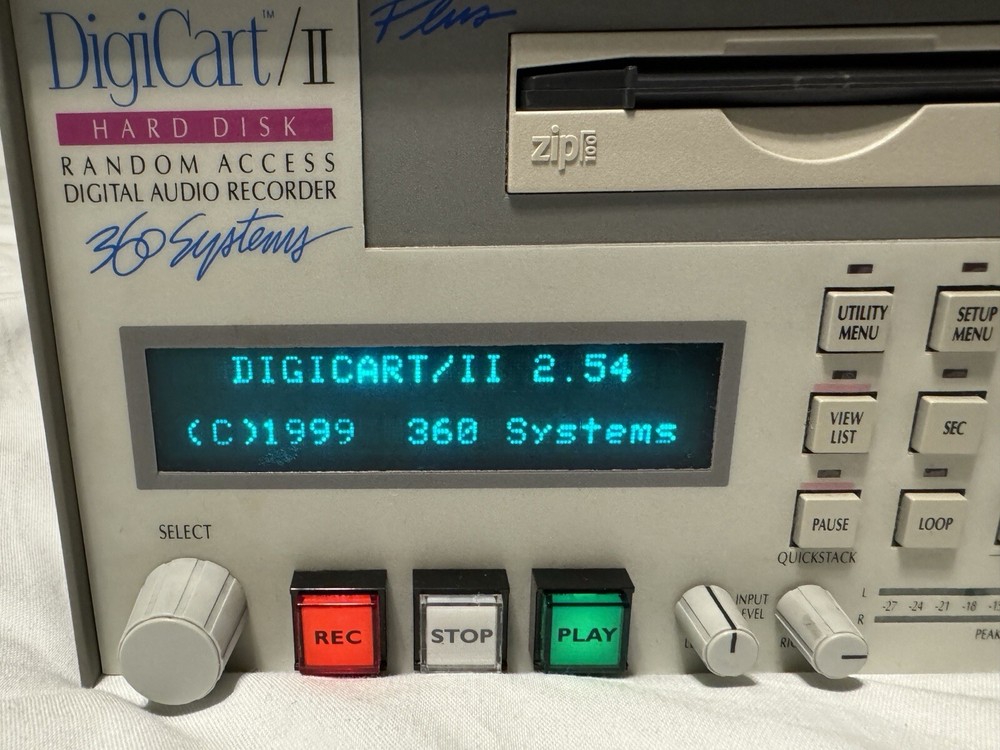 DigiCart™/II
Plus
HARD DISK
RANDOM ACCESS
DIGITAL AUDIO RECORDER
360 Systems
zip 100
DIGICART/II 2.54
(C)1999 360 Systems
UTILITY
MENU
SETUP
MENU
VIEW
LIST
SEC
PAUSE
LOOP
QUICKSTACK
SELECT
REC
STOP
PLAY
INPUT
L
R
-27 -24 -21 -18